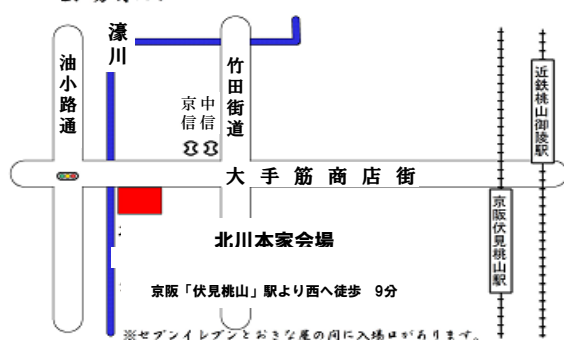 濠川
油小路通
竹田街道
京信
中信
近鉄桃山御陵駅
大手筋商店街
京阪伏見桃山駅
北川本家会場
京阪「伏見桃山」駅より西へ徒歩　9分
※セブンイレブンとおきな屋の間に入場口があります。